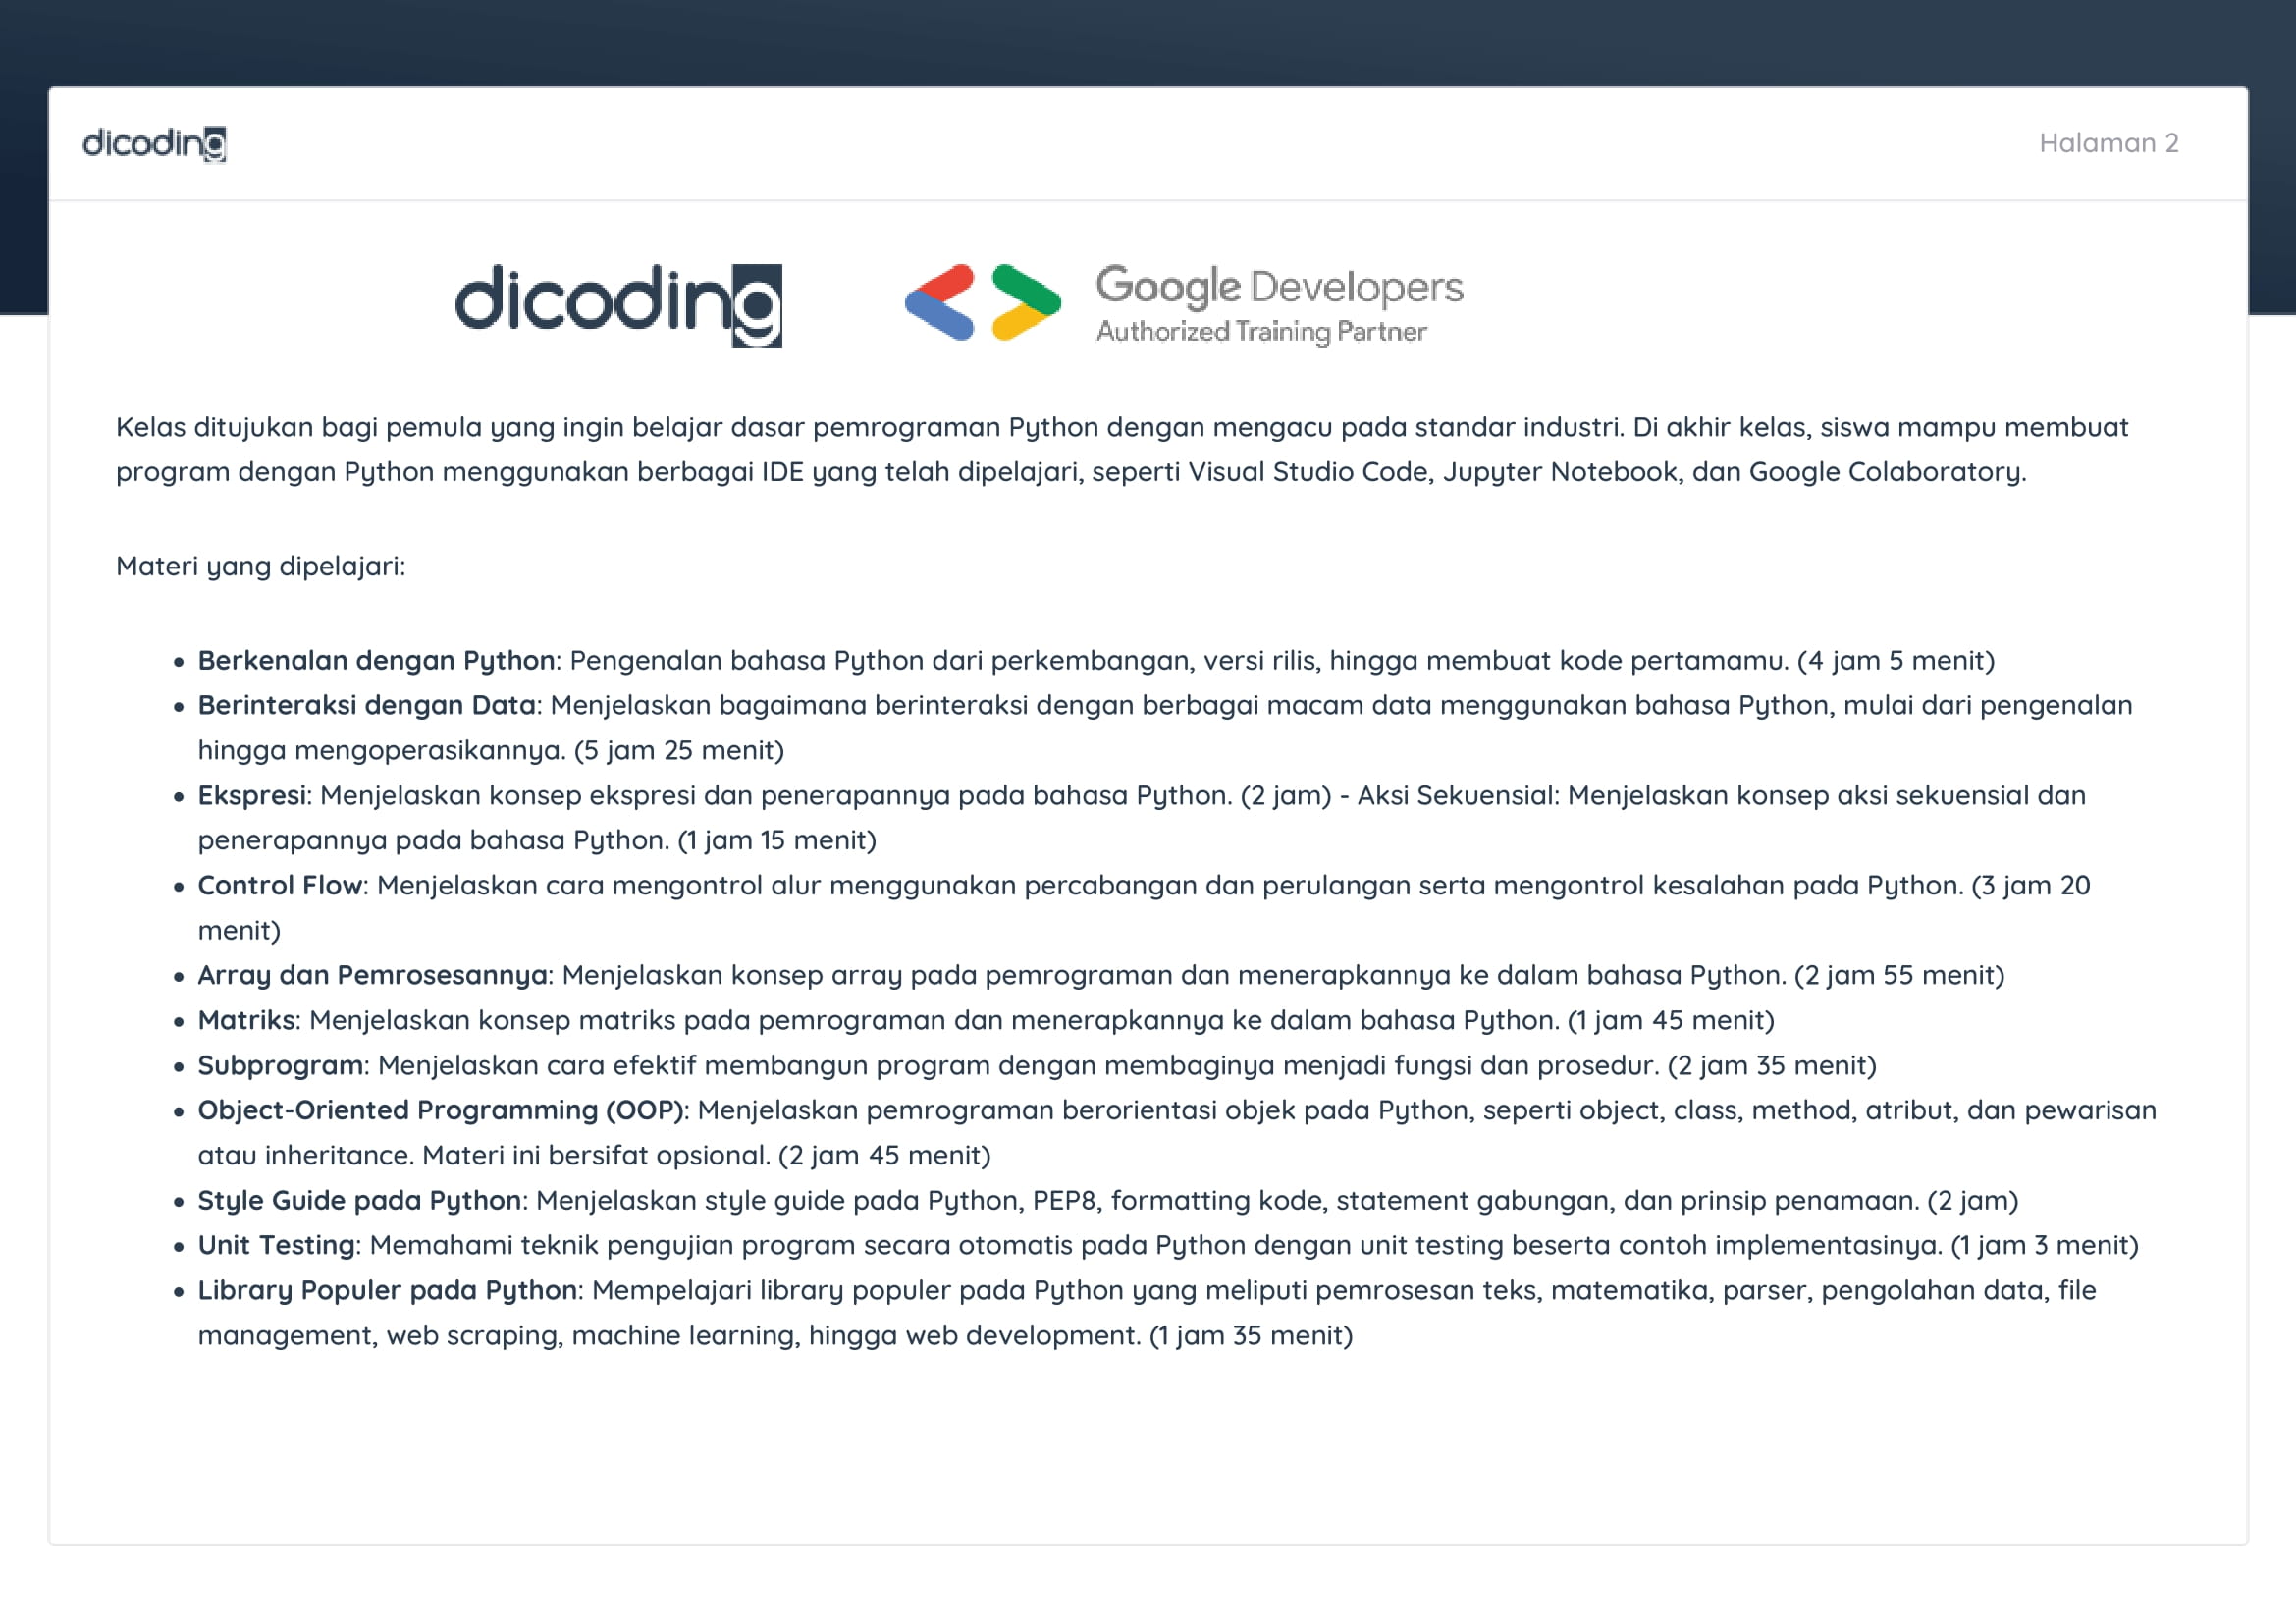 dicoding
Halaman 2
dicoding
Google Developers
Authorized Training Partner
Kelas ditujukan bagi pemula yang ingin belajar dasar pemrograman Python dengan mengacu pada standar industri. Di akhir kelas, siswa mampu membuat
program dengan Python menggunakan berbagai IDE yang telah dipelajari, seperti Visual Studio Code, Jupyter Notebook, dan Google Colaboratory.
Materi yang dipelajari:
• Berkenalan dengan Python: Pengenalan bahasa Python dari perkembangan, versi rilis, hingga membuat kode pertamamu. (4 jam 5 menit)
• Berinteraksi dengan Data: Menjelaskan bagaimana berinteraksi dengan berbagai macam data menggunakan bahasa Python, mulai dari pengenalan
hingga mengoperasikannya. (5 jam 25 menit)
• Ekspresi: Menjelaskan konsep ekspresi dan penerapannya pada bahasa Python. (2 jam) - Aksi Sekuensial: Menjelaskan konsep aksi sekuensial dan
penerapannya pada bahasa Python. (1 jam 15 menit)
• Control Flow: Menjelaskan cara mengontrol alur menggunakan percabangan dan perulangan serta mengontrol kesalahan pada Python. (3 jam 20
menit)
• Array dan Pemrosesannya: Menjelaskan konsep array pada pemrograman dan menerapkannya ke dalam bahasa Python. (2 jam 55 menit)
• Matriks: Menjelaskan konsep matriks pada pemrograman dan menerapkannya ke dalam bahasa Python. (1 jam 45 menit)
• Subprogram: Menjelaskan cara efektif membangun program dengan membaginya menjadi fungsi dan prosedur. (2 jam 35 menit)
• Object-Oriented Programming (OOP): Menjelaskan pemrograman berorientasi objek pada Python, seperti object, class, method, atribut, dan pewarisan
atau inheritance. Materi ini bersifat opsional. (2 jam 45 menit)
• Style Guide pada Python: Menjelaskan style guide pada Python, PEP8, formatting kode, statement gabungan, dan prinsip penamaan. (2 jam)
• Unit Testing: Memahami teknik pengujian program secara otomatis pada Python dengan unit testing beserta contoh implementasinya. (1 jam 3 menit)
• Library Populer pada Python: Mempelajari library populer pada Python yang meliputi pemrosesan teks, matematika, parser, pengolahan data, file
management, web scraping, machine learning, hingga web development. (1 jam 35 menit)